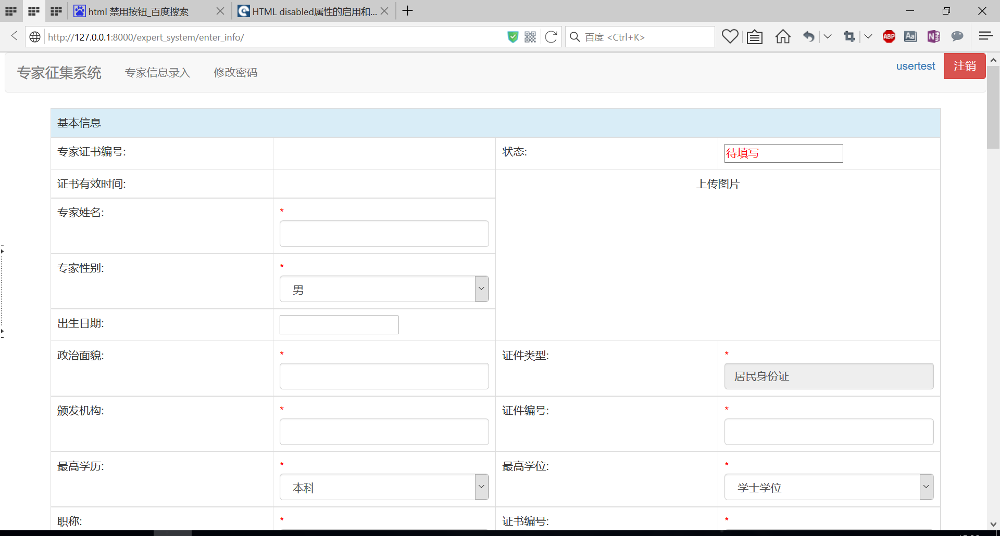 html 禁用按钮_百度搜索
HTML disabled属性的启用和...
http://127.0.0.1:8000/expert_system/enter_info/
百度 <Ctrl+K>
ABP
Aa
N
专家征集系统 专家信息录入 修改密码 usertest 注销
基本信息
专家证书编号: 状态: 待填写
证书有效时间: 上传图片
专家姓名: *
专家性别: *
男
出生日期:
政治面貌: * 证件类型: *
居民身份证
颁发机构: * 证件编号: *
最高学历: * 最高学位: *
本科 学士学位
职称: * 证书编号: *